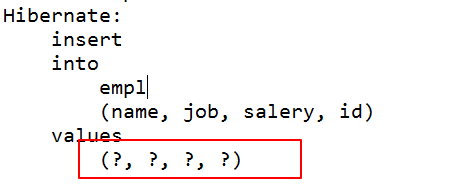 Hibernate:
insert
into
empl
(name, job, salery, id)
values
(?, ?, ?, ?)